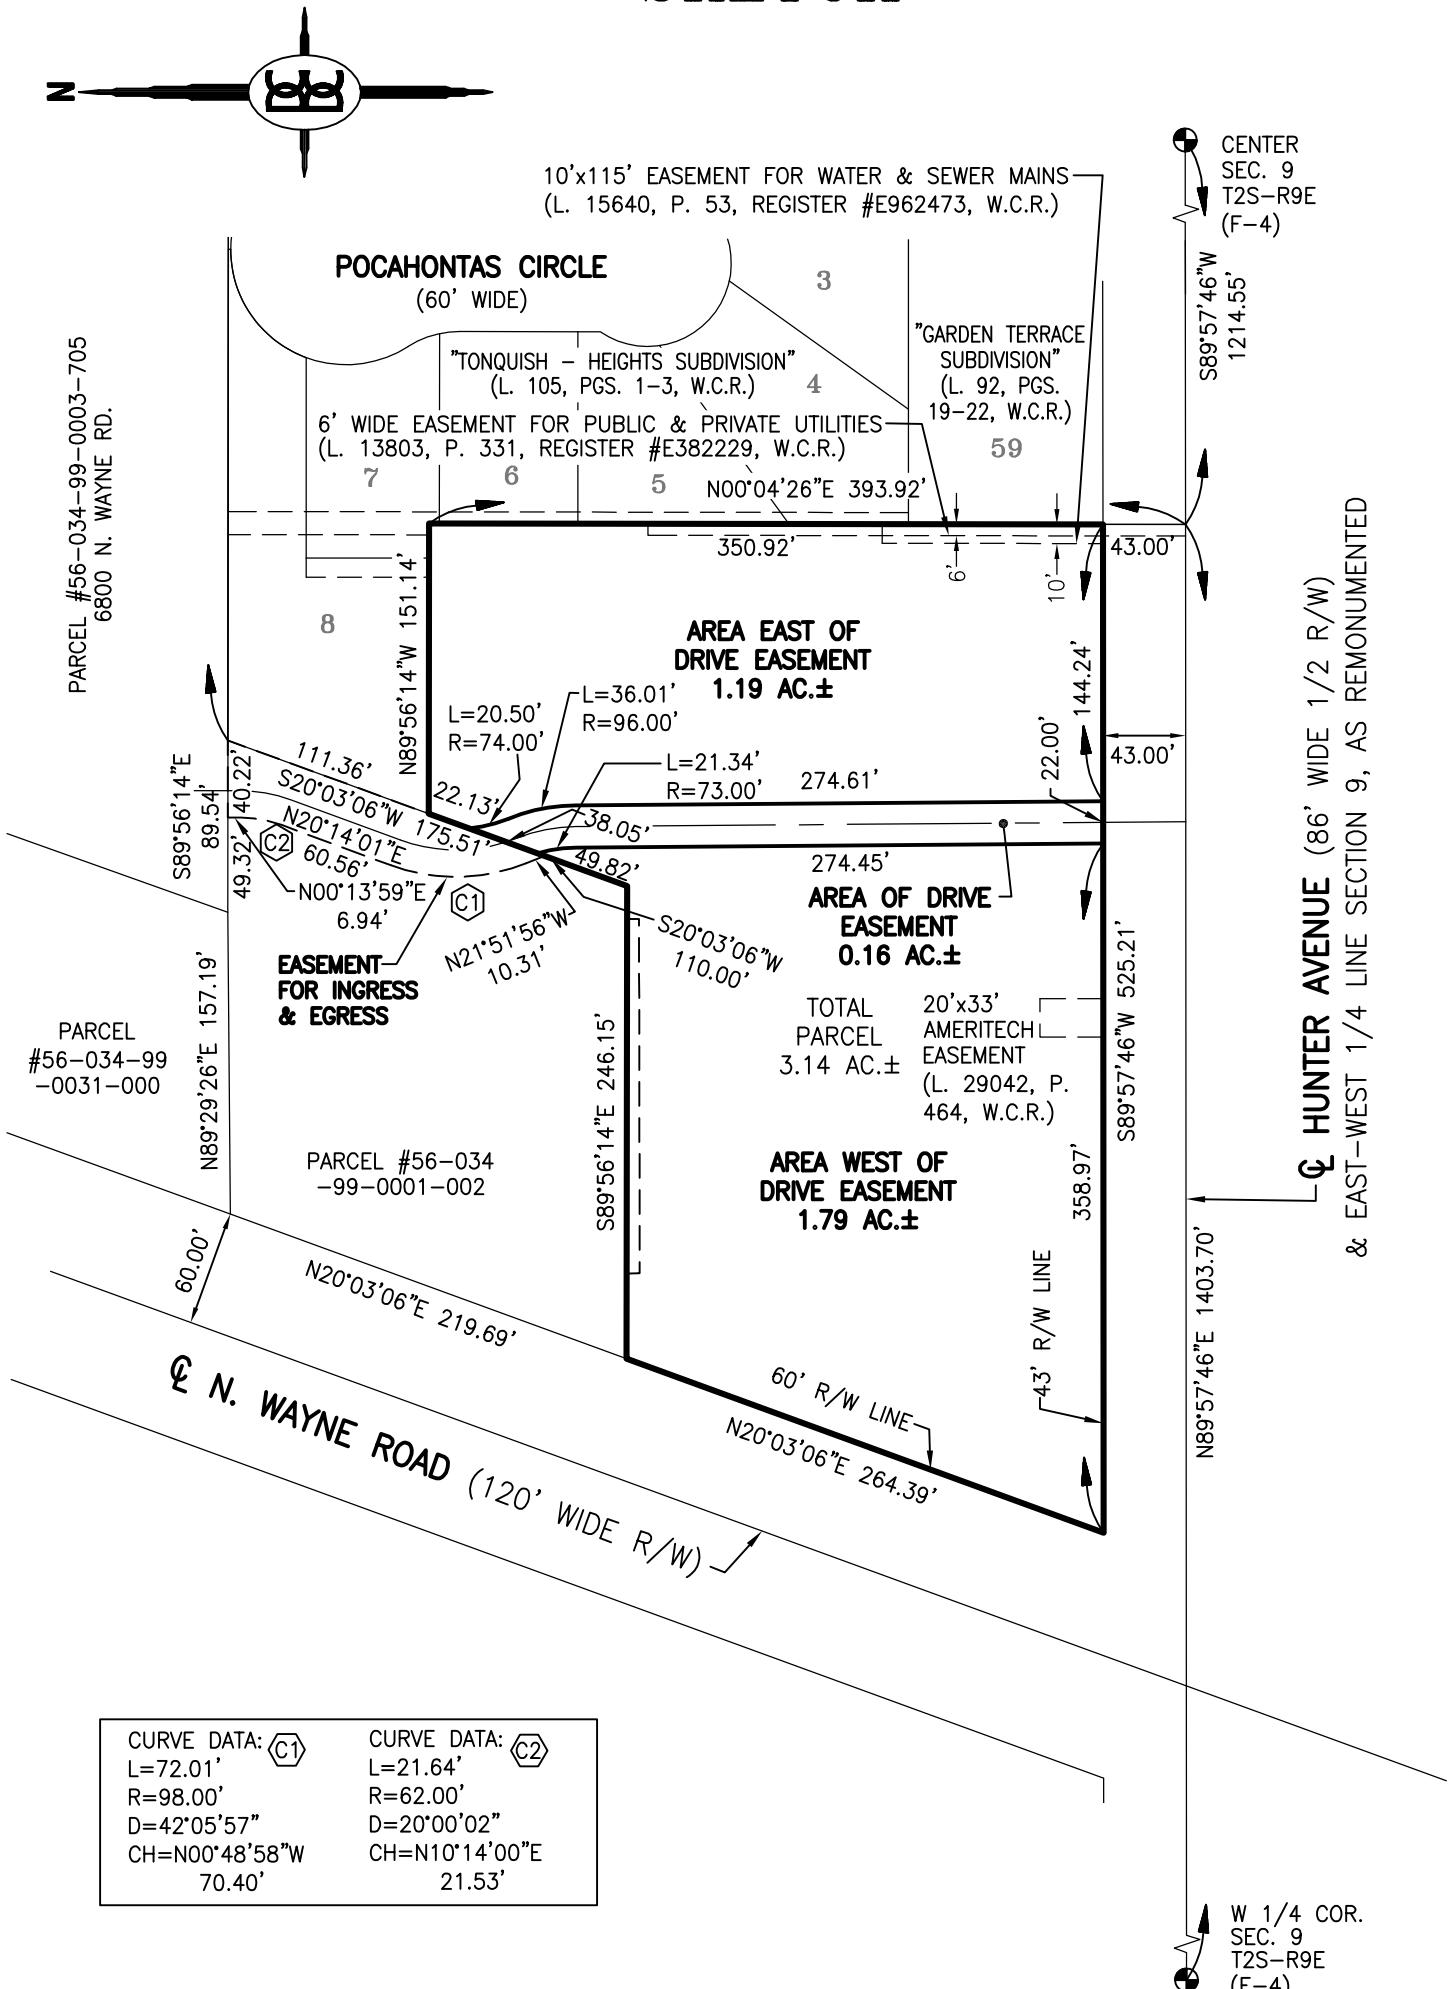 N
CENTER
SEC. 9
T2S-R9E
(F-4)
10'x115' EASEMENT FOR WATER & SEWER MAINS
(L. 15640, P. 53, REGISTER #E962473, W.C.R.)
S89°57'46"W
1214.55'
POCAHONTAS CIRCLE
(60' WIDE)
3
"TONQUISH - HEIGHTS SUBDIVISION"
(L. 105, PGS. 1-3, W.C.R.)
4
"GARDEN TERRACE
SUBDIVISION"
(L. 92, PGS.
19-22, W.C.R.)
59
6' WIDE EASEMENT FOR PUBLIC & PRIVATE UTILITIES
(L. 13803, P. 331, REGISTER #E382229, W.C.R.)
7
6
5
N00°04'26"E 393.92'
PARCEL #56-034-99-0003-705
6800 N. WAYNE RD.
350.92'
43.00'
6'
10'
8
N89°56'14"W 151.14'
AREA EAST OF
DRIVE EASEMENT
1.19 AC.±
144.24'
L=20.50'
R=74.00'
L=36.01'
R=96.00'
L=21.34'
R=73.00'
274.61'
22.00'
43.00'
111.36'
S20°03'06"W 175.51'
22.13'
38.05'
49.82'
S89°56'14"E
89.54'
40.22'
49.32'
N20°14'01"E
60.56'
C2
N00°13'59"E
6.94'
C1
N21°51'56"W
10.31'
S20°03'06"W
110.00'
274.45'
AREA OF DRIVE
EASEMENT
0.16 AC.±
EASEMENT
FOR INGRESS
& EGRESS
TOTAL
PARCEL
3.14 AC.±
20'x33'
AMERITECH
EASEMENT
(L. 29042, P.
464, W.C.R.)
S89°57'46"W 525.21'
PARCEL
#56-034-99
-0031-000
N89°29'26"E 157.19'
S89°56'14"E 246.15'
PARCEL #56-034
-99-0001-002
AREA WEST OF
DRIVE EASEMENT
1.79 AC.±
358.97'
℄ HUNTER AVENUE (86' WIDE 1/2 R/W)
& EAST-WEST 1/4 LINE SECTION 9, AS REMONUMENTED
N89°57'46"E 1403.70'
60.00'
N20°03'06"E 219.69'
43' R/W LINE
60' R/W LINE
N20°03'06"E 264.39'
℄ N. WAYNE ROAD (120' WIDE R/W)
CURVE DATA: C1
L=72.01'
R=98.00'
D=42°05'57"
CH=N00°48'58"W
70.40'
CURVE DATA: C2
L=21.64'
R=62.00'
D=20°00'02"
CH=N10°14'00"E
21.53'
W 1/4 COR.
SEC. 9
T2S-R9E